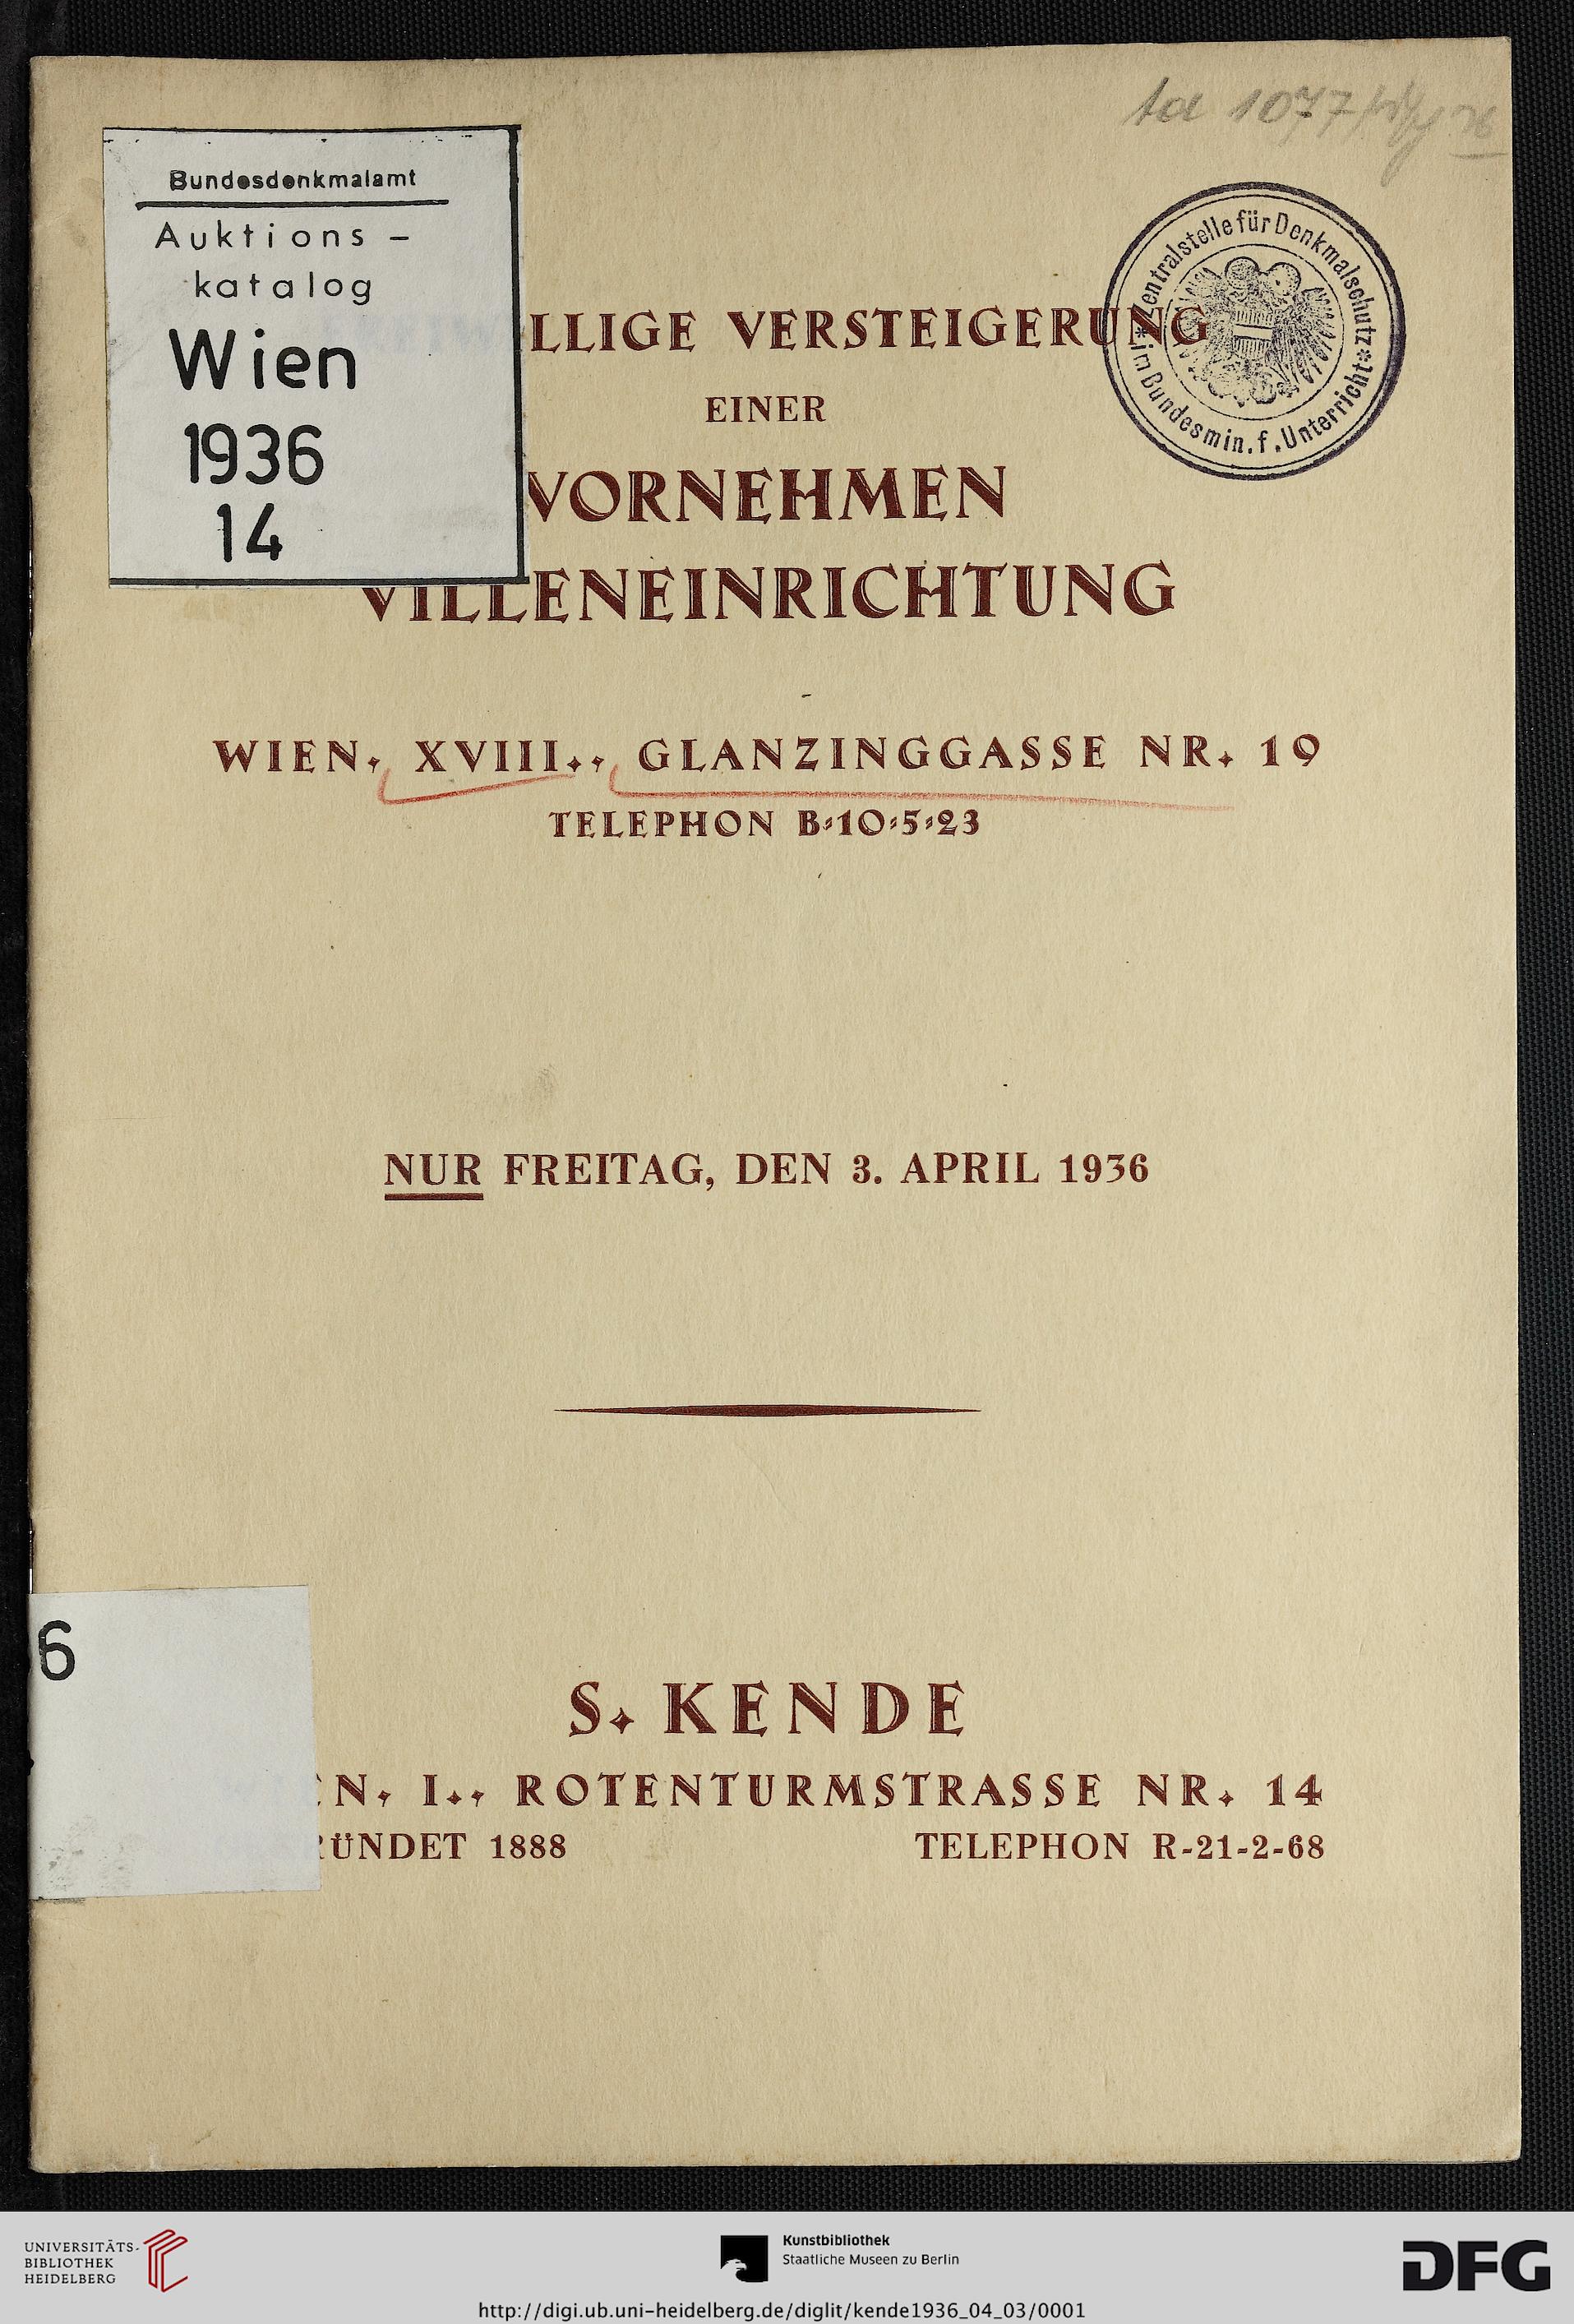 ta 1077
Bundesdenkmalamt
Auktions -
katalog
Wien
1936
14
Zentralstelle für Denkmalschutz * im Bundesmin. f. Unterricht *
LLIGE VERSTEIGERUNG
EINER
VORNEHMEN
VILLENEINRICHTUNG
WIEN, XVIII., GLANZINGGASSE NR. 19
TELEPHON B-10-5-23
NUR FREITAG, DEN 3. APRIL 1936
6
S. KENDE
N, I., ROTENTURMSTRASSE NR. 14
ÜNDET 1888 TELEPHON R-21-2-68
UNIVERSITÄTS-
BIBLIOTHEK
HEIDELBERG
Kunstbibliothek
Staatliche Museen zu Berlin
DFG
http://digi.ub.uni-heidelberg.de/diglit/kende1936_04_03/0001